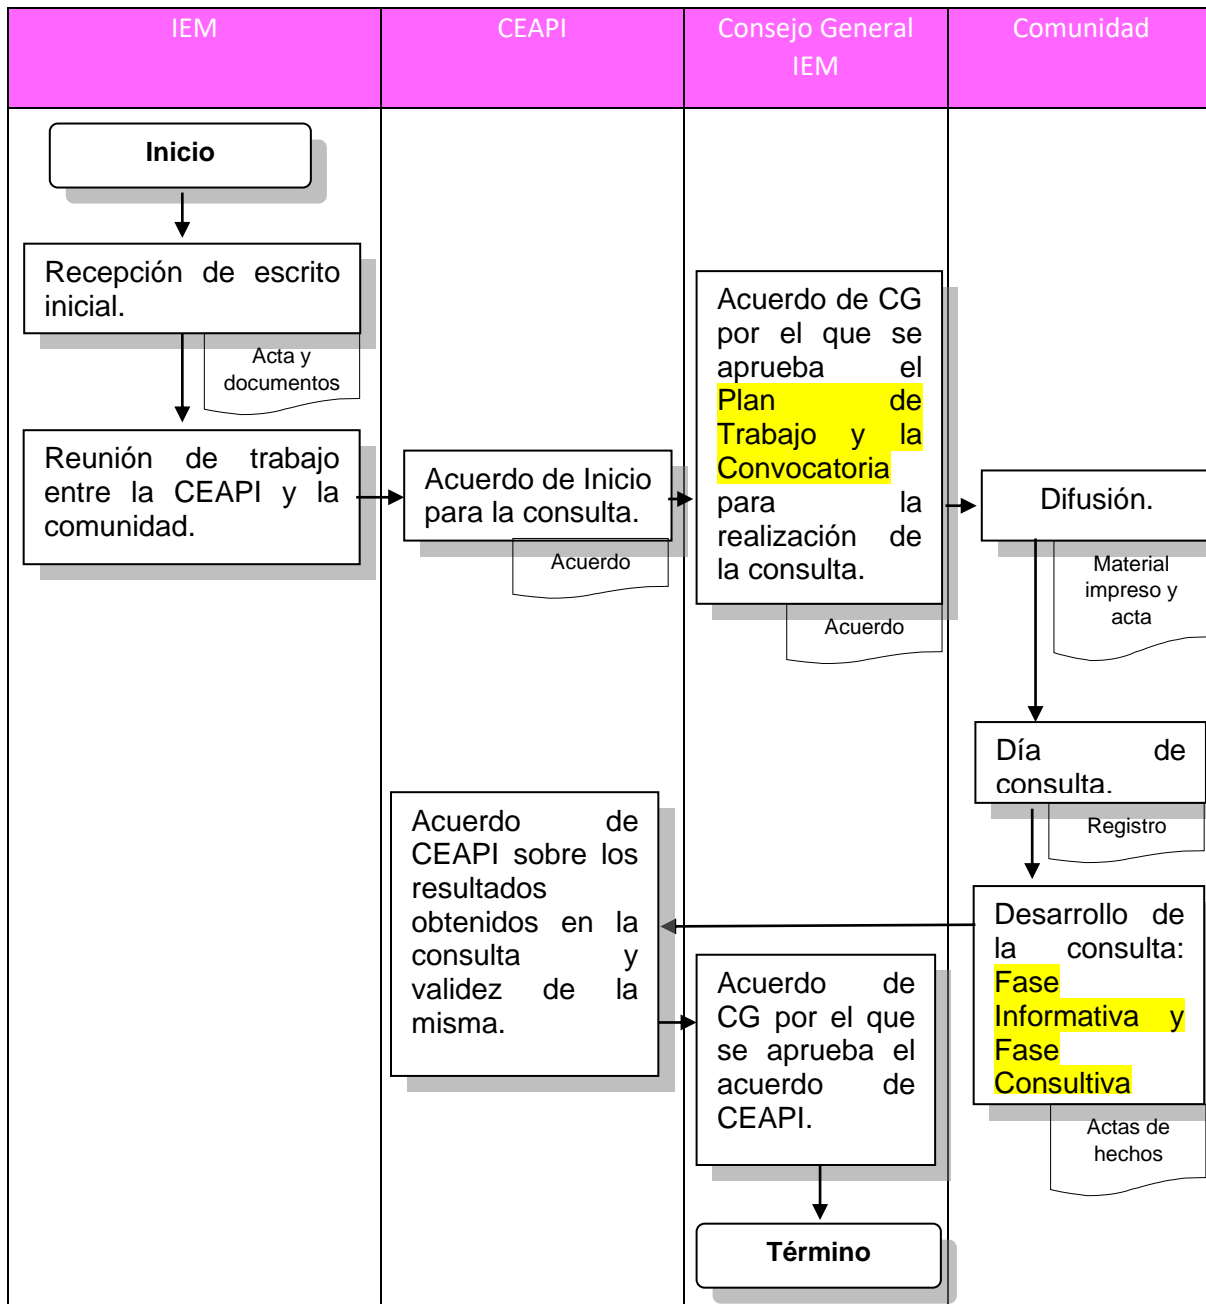 IEM
CEAPI
Consejo General
IEM
Comunidad
Inicio
Recepción de escrito
inicial.
Acta y
documentos
Reunión de trabajo
entre la CEAPI y la
comunidad.
Acuerdo de Inicio
para la consulta.
Acuerdo
Acuerdo de CG
por el que se
aprueba el
Plan de
Trabajo y la
Convocatoria
para la
realización de
la consulta.
Acuerdo
Difusión.
Material
impreso y
acta
Día de
consulta.
Registro
Desarrollo de
la consulta:
Fase
Informativa y
Fase
Consultiva
Actas de
hechos
Acuerdo de
CEAPI sobre los
resultados
obtenidos en la
consulta y
validez de la
misma.
Acuerdo de
CG por el que
se aprueba el
acuerdo de
CEAPI.
Término